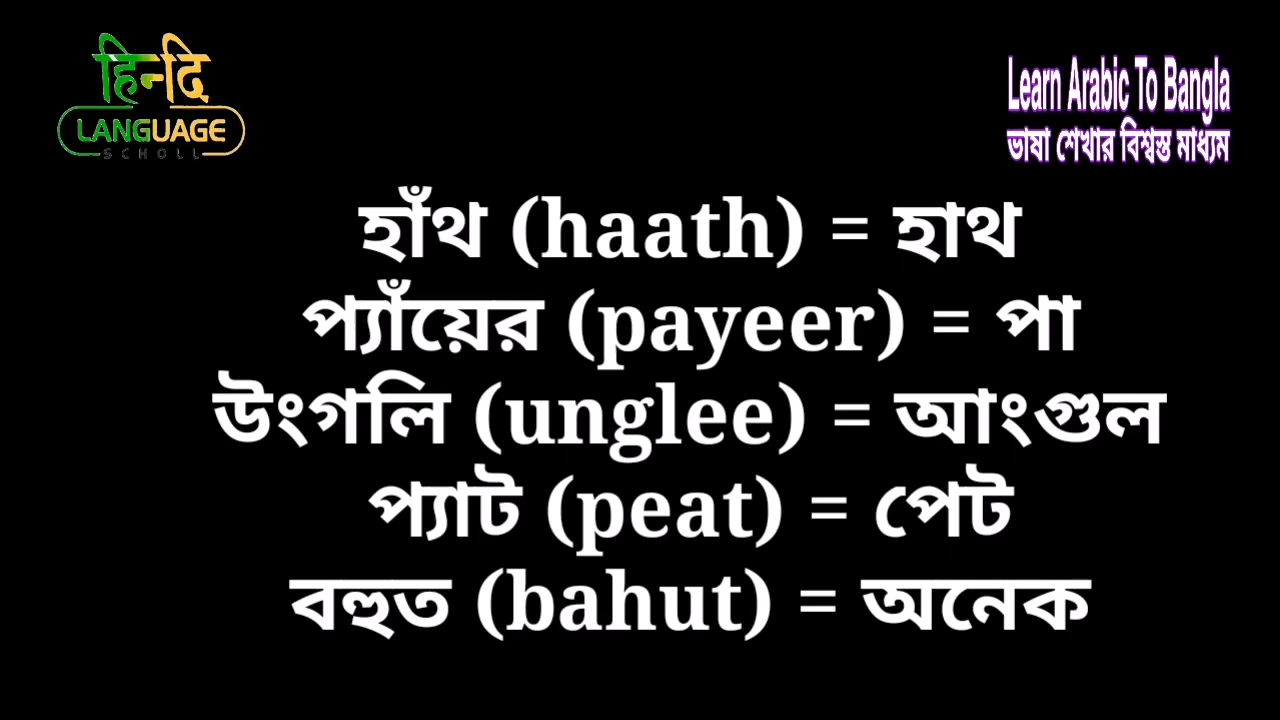 हिन्दि
LANGUAGE
SCHOLL
Learn Arabic To Bangla
ভাষা শেখার বিশ্বস্ত মাধ্যম
হাঁথ (haath) = হাথ
প্যাঁয়ের (payeer) = পা
উংগলি (unglee) = আংগুল
প্যাট (peat) = পেট
বহুত (bahut) = অনেক